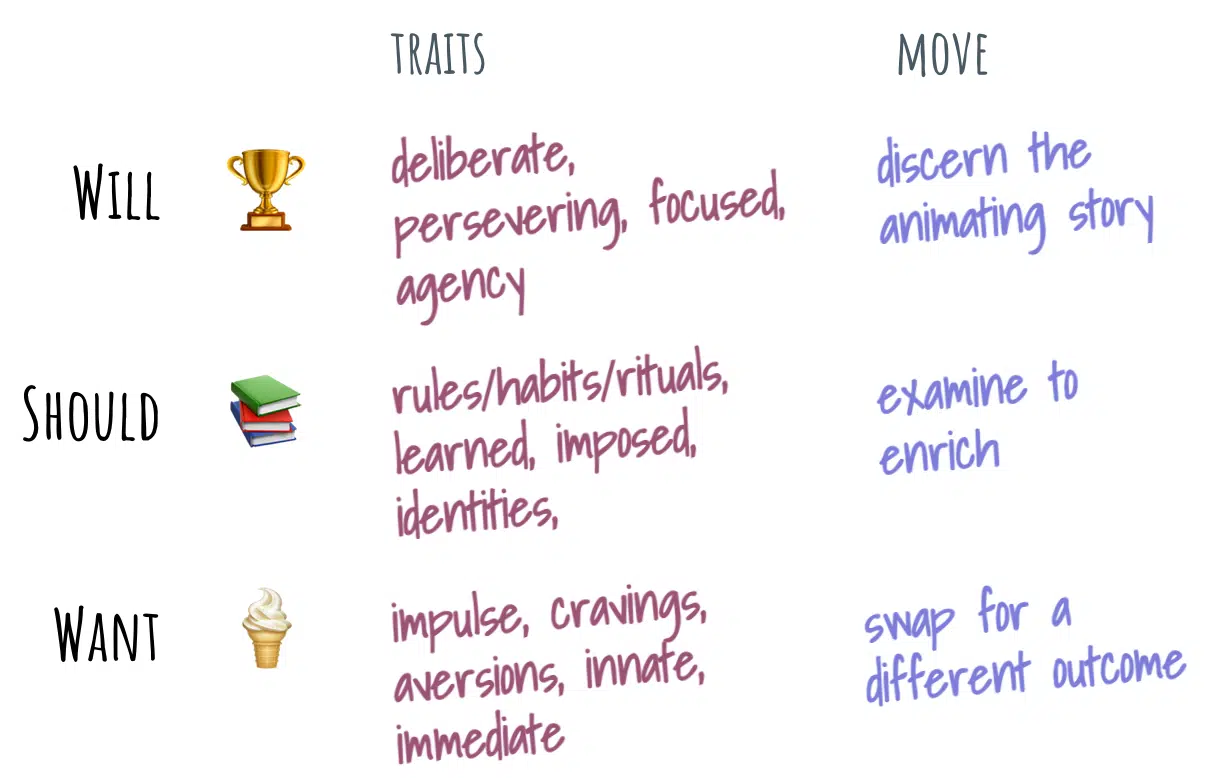 TRAITS MOVE
WILL deliberate, discern the
persevering, focused, animating story
agency
SHOULD rules/habits/rituals, examine to
learned, imposed, enrich
identities,
WANT impulse, cravings, swap for a
aversions, innate, different outcome
immediate